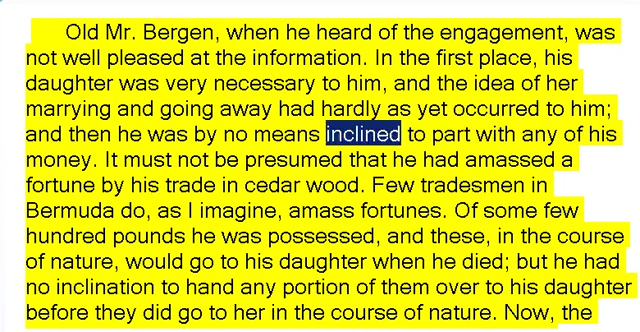 Old Mr. Bergen, when he heard of the engagement, was
not well pleased at the information. In the first place, his
daughter was very necessary to him, and the idea of her
marrying and going away had hardly as yet occurred to him;
and then he was by no means inclined to part with any of his
money. It must not be presumed that he had amassed a
fortune by his trade in cedar wood. Few tradesmen in
Bermuda do, as I imagine, amass fortunes. Of some few
hundred pounds he was possessed, and these, in the course
of nature, would go to his daughter when he died; but he had
no inclination to hand any portion of them over to his daughter
before they did go to her in the course of nature. Now, the